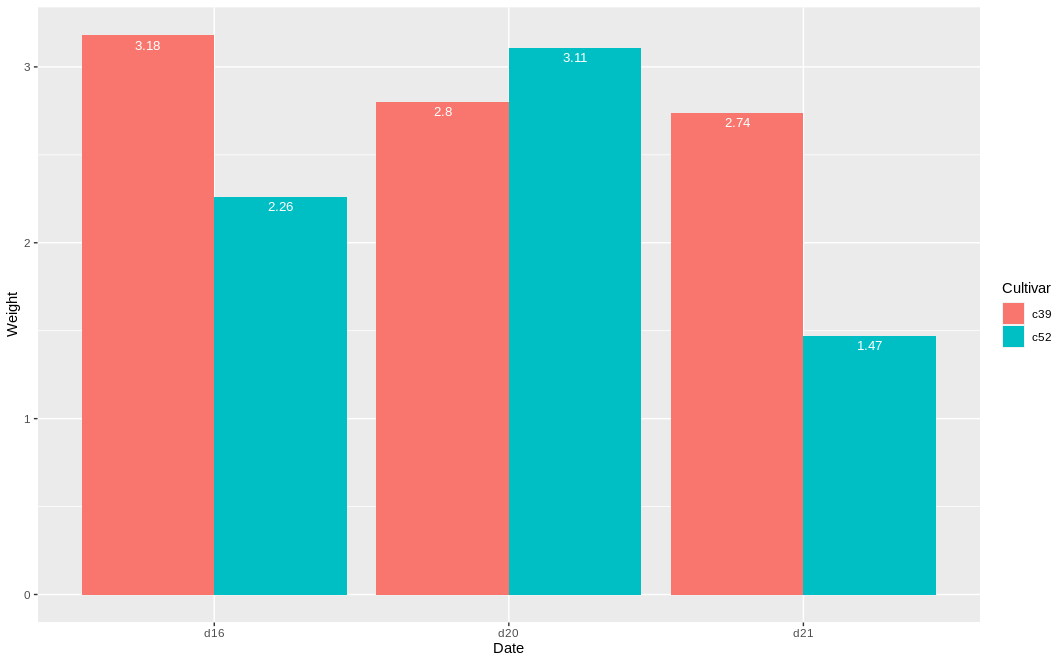 3.18
2.26
2.8
3.11
2.74
1.47
3
2
1
0
Weight
d16
d20
d21
Date
Cultivar
c39
c52